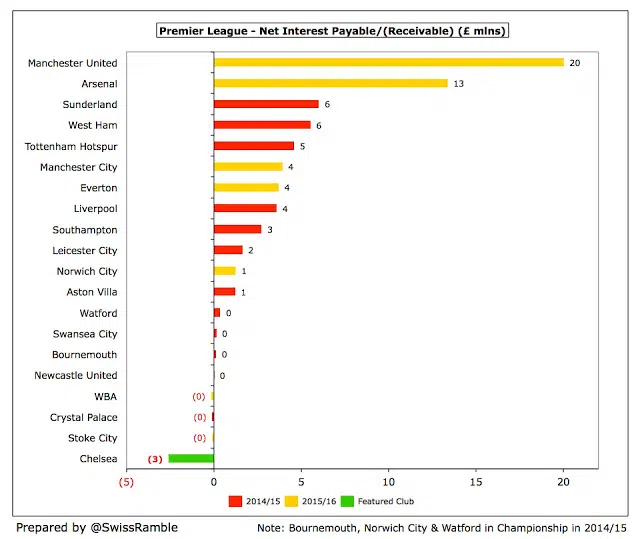 Premier League - Net Interest Payable/(Receivable) (£ mlns)
Manchester United 20
Arsenal 13
Sunderland 6
West Ham 6
Tottenham Hotspur 5
Manchester City 4
Everton 4
Liverpool 4
Southampton 3
Leicester City 2
Norwich City 1
Aston Villa 1
Watford 0
Swansea City 0
Bournemouth 0
Newcastle United 0
WBA (0)
Crystal Palace (0)
Stoke City (0)
Chelsea (3)
(5) 0 5 10 15 20
2014/15 2015/16 Featured Club
Prepared by @SwissRamble Note: Bournemouth, Norwich City & Watford in Championship in 2014/15